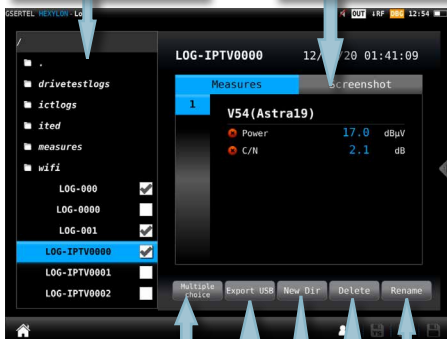 GSERTEL HEXYLON-Lo
OUT ↓RF DBG 12:54
/
.
drivetestlogs
ictlogs
ited
measures
wifi
LOG-000
LOG-0000
LOG-001
LOG-IPTV0000
LOG-IPTV0001
LOG-IPTV0002
LOG-IPTV0000 12/ /20 01:41:09
Measures Screenshot
1
V54(Astra19)
Power 17.0 dBμV
C/N 2.1 dB
Multiple choice
Export USB
New Dir
Delete
Rename